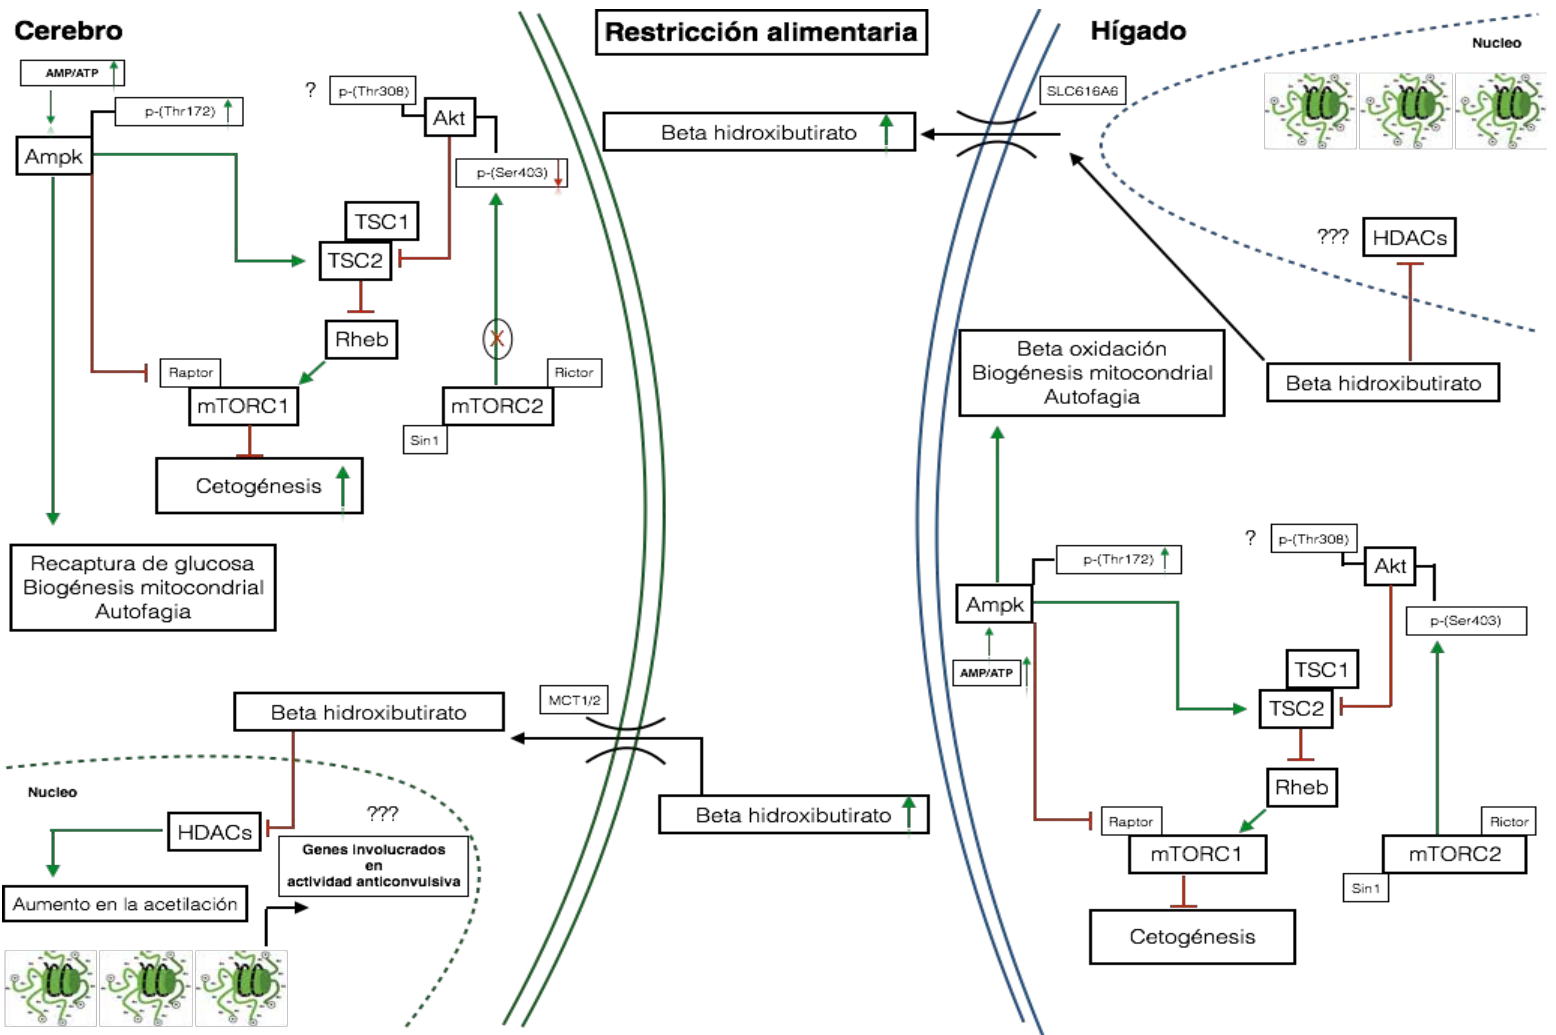 Cerebro
Restricción alimentaria
Hígado
Nucleo
AMP/ATP
p-(Thr172)
Ampk
?
p-(Thr308)
Akt
p-(Ser403)
TSC1
TSC2
Rheb
X
Raptor
mTORC1
Rictor
mTORC2
Sin1
Cetogénesis
Recaptura de glucosa
Biogénesis mitocondrial
Autofagia
Beta hidroxibutirato
SLC616A6
???
HDACs
Beta hidroxibutirato
Beta oxidación
Biogénesis mitocondrial
Autofagia
p-(Thr172)
Ampk
AMP/ATP
?
p-(Thr308)
Akt
p-(Ser403)
TSC1
TSC2
Rheb
Raptor
mTORC1
Rictor
mTORC2
Sin1
Cetogénesis
MCT1/2
Beta hidroxibutirato
Beta hidroxibutirato
Nucleo
HDACs
???
Genes involucrados
en
actividad anticonvulsiva
Aumento en la acetilación